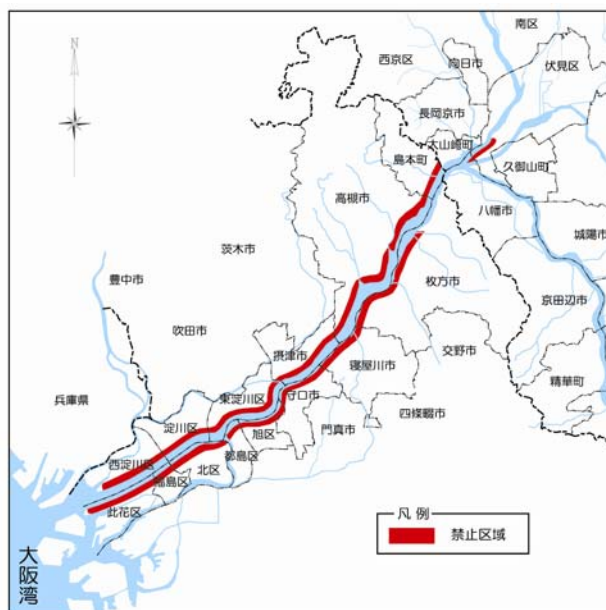 南区
西京区
向日市
伏見区
長岡京市
大山崎町
島本町
久御山町
高槻市
八幡市
城陽市
茨木市
豊中市
枚方市
京田辺市
吹田市
摂津市
交野市
寝屋川市
精華町
兵庫県
東淀川区
守口市
淀川区
旭区
門真市
四條畷市
都島区
西淀川区
北区
福島区
此花区
凡例
禁止区域
大阪湾